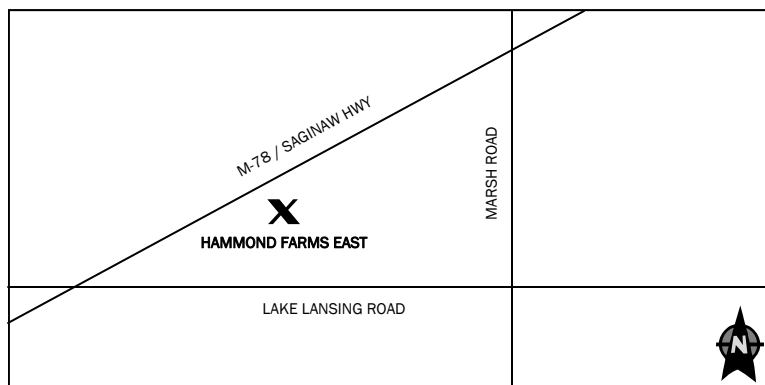 M-78 / SAGINAW HWY
MARSH ROAD
X
HAMMOND FARMS EAST
LAKE LANSING ROAD
N